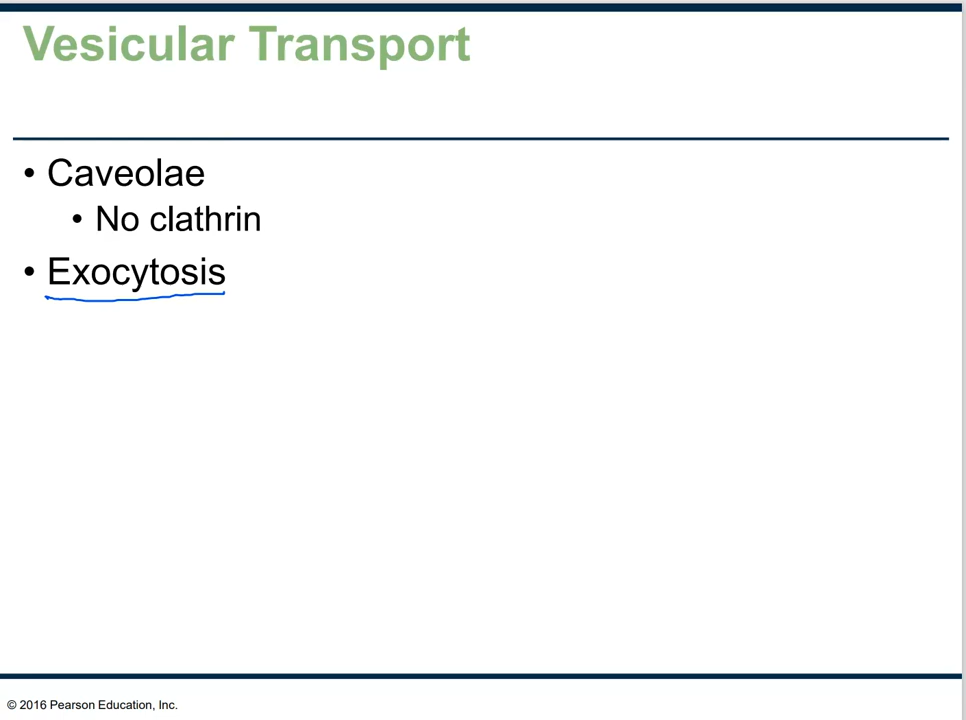 Vesicular Transport
• Caveolae
• No clathrin
• Exocytosis
© 2016 Pearson Education, Inc.